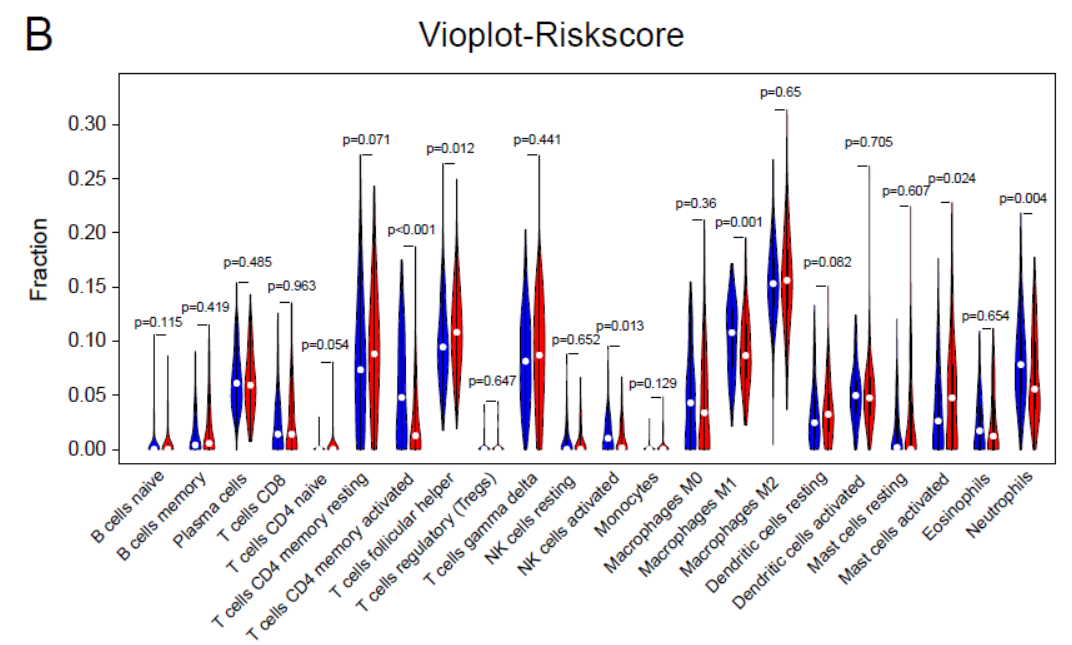 B
Vioplot-Riskscore
Fraction
0.30
0.25
0.20
0.15
0.10
0.05
0.00
p=0.115
p=0.419
p=0.485
p=0.963
p=0.054
p=0.071
p<0.001
p=0.012
p=0.647
p=0.441
p=0.652
p=0.013
p=0.129
p=0.36
p=0.001
p=0.65
p=0.082
p=0.705
p=0.607
p=0.024
p=0.654
p=0.004
B cells naive
B cells memory
Plasma cells
T cells CD8
T cells CD4 naive
T cells CD4 memory resting
T cells CD4 memory activated
T cells follicular helper
T cells regulatory (Tregs)
T cells gamma delta
NK cells resting
NK cells activated
Monocytes
Macrophages M0
Macrophages M1
Macrophages M2
Dendritic cells resting
Dendritic cells activated
Mast cells resting
Mast cells activated
Eosinophils
Neutrophils